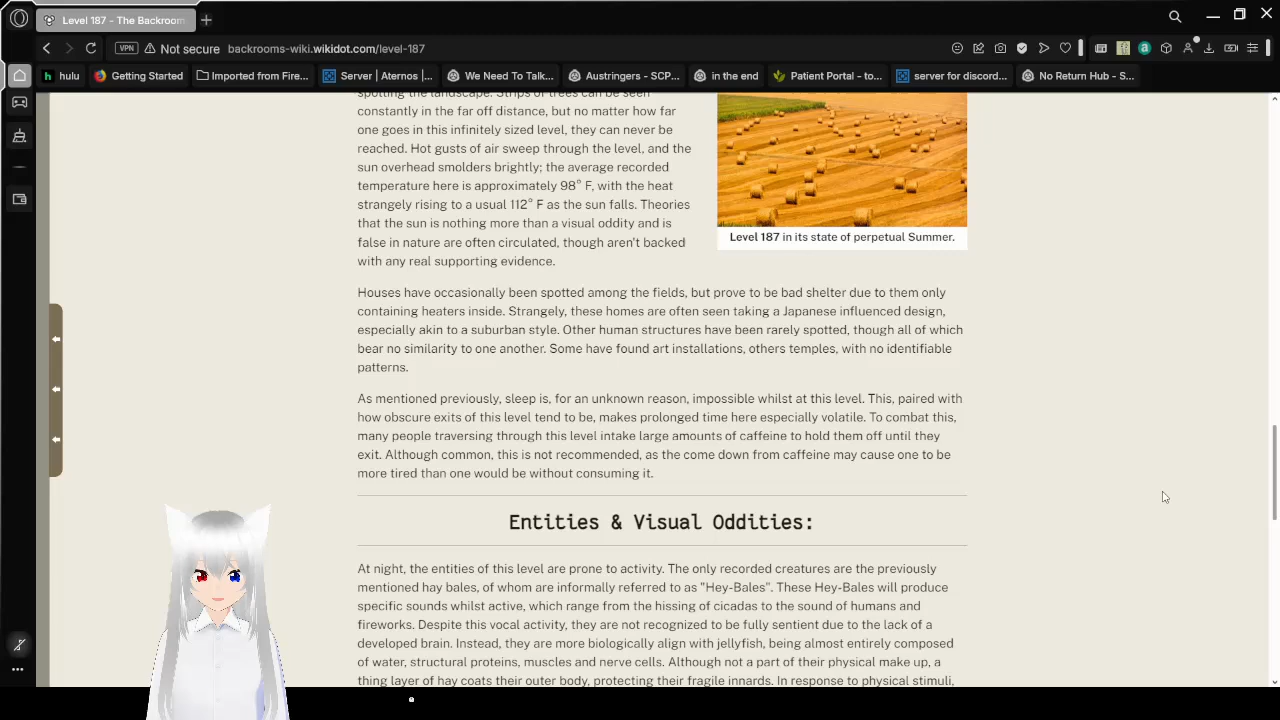 Level 187 - The Backroom
VPN Not secure backrooms-wiki.wikidot.com/level-187
hulu Getting Started Imported from Fire... Server | Aternos |... We Need To Talk... Austringers - SCP... in the end Patient Portal - to... server for discord... No Return Hub - S...
spotting the landscape. Strips of trees can be seen
constantly in the far off distance, but no matter how far
one goes in this infinitely sized level, they can never be
reached. Hot gusts of air sweep through the level, and the
sun overhead smolders brightly; the average recorded
temperature here is approximately 98° F, with the heat
strangely rising to a usual 112° F as the sun falls. Theories
that the sun is nothing more than a visual oddity and is
false in nature are often circulated, though aren't backed
with any real supporting evidence.
Level 187 in its state of perpetual Summer.
Houses have occasionally been spotted among the fields, but prove to be bad shelter due to them only
containing heaters inside. Strangely, these homes are often seen taking a Japanese influenced design,
especially akin to a suburban style. Other human structures have been rarely spotted, though all of which
bear no similarity to one another. Some have found art installations, others temples, with no identifiable
patterns.
As mentioned previously, sleep is, for an unknown reason, impossible whilst at this level. This, paired with
how obscure exits of this level tend to be, makes prolonged time here especially volatile. To combat this,
many people traversing through this level intake large amounts of caffeine to hold them off until they
exit. Although common, this is not recommended, as the come down from caffeine may cause one to be
more tired than one would be without consuming it.
Entities & Visual Oddities:
At night, the entities of this level are prone to activity. The only recorded creatures are the previously
mentioned hay bales, of whom are informally referred to as "Hey-Bales". These Hey-Bales will produce
specific sounds whilst active, which range from the hissing of cicadas to the sound of humans and
fireworks. Despite this vocal activity, they are not recognized to be fully sentient due to the lack of a
developed brain. Instead, they are more biologically align with jellyfish, being almost entirely composed
of water, structural proteins, muscles and nerve cells. Although not a part of their physical make up, a
thing layer of hay coats their outer body, protecting their fragile innards. In response to physical stimuli,